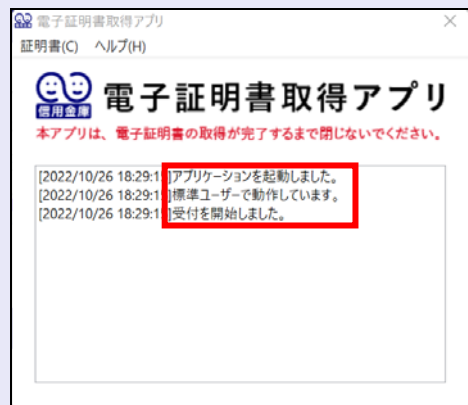 電子証明書取得アプリ
証明書(C) ヘルプ(H)
信用金庫
電子証明書取得アプリ
本アプリは、電子証明書の取得が完了するまで閉じないでください。
[2022/10/26 18:29:1 ]アプリケーションを起動しました。
[2022/10/26 18:29:1 ]標準ユーザーで動作しています。
[2022/10/26 18:29:1 ]受付を開始しました。